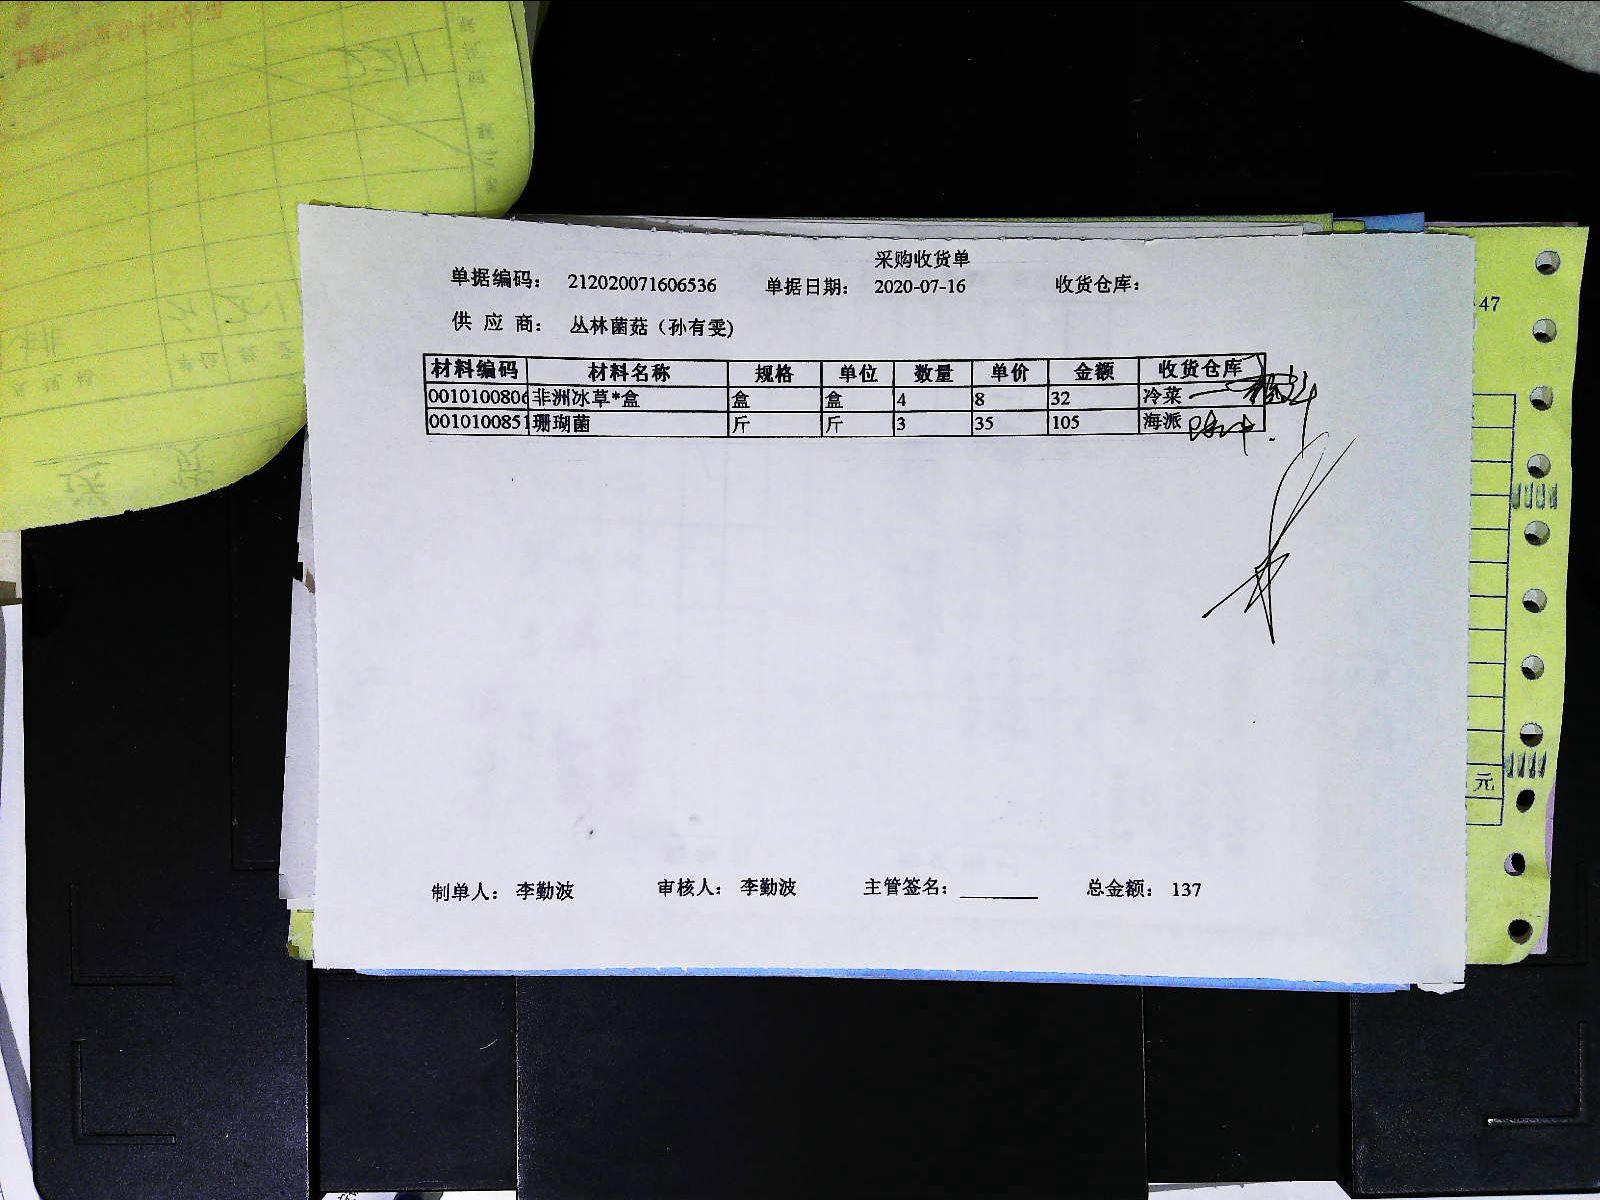 采购收货单
单据编码： 212020071606536 单据日期： 2020-07-16 收货仓库：
供 应 商： 丛林菌菇（孙有雯)
材料编码 材料名称 规格 单位 数量 单价 金额 收货仓库
0010100806 非洲冰草*盒 盒 盒 4 8 32 冷菜
0010100851 珊瑚菌 斤 斤 3 35 105 海派
制单人： 李勤波 审核人： 李勤波 主管签名： 总金额： 137
47
元